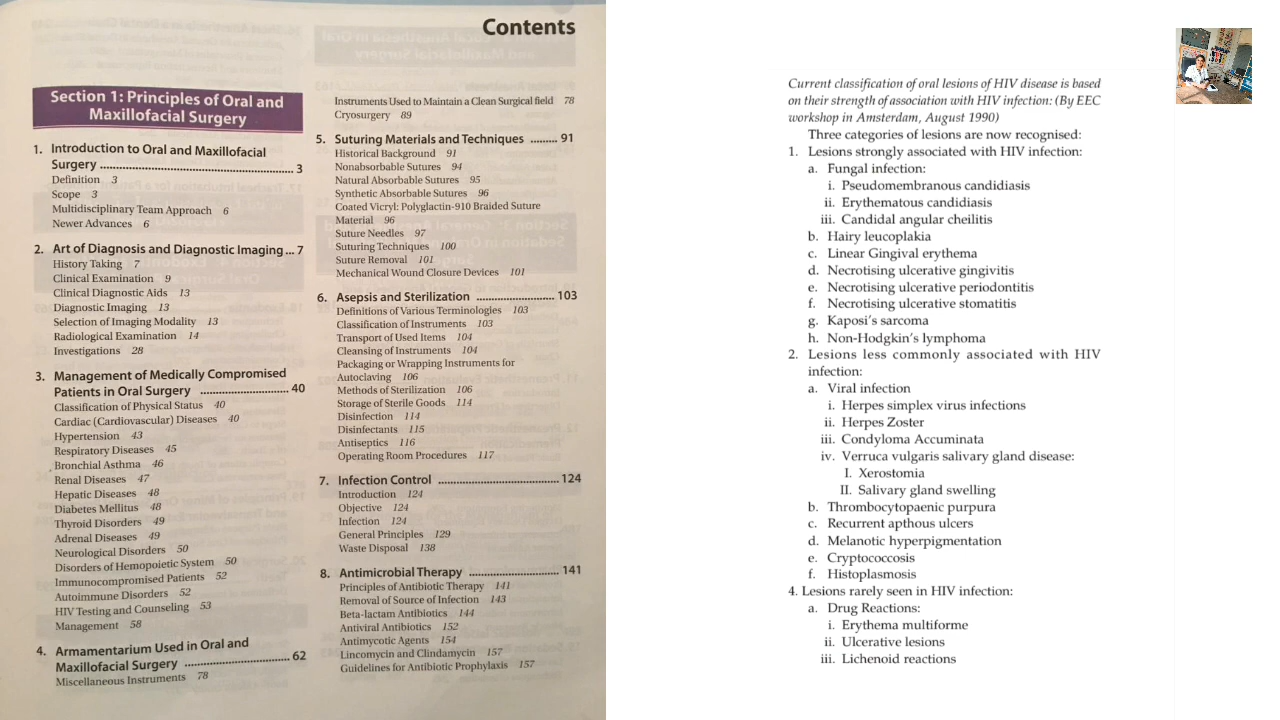 Contents
Section 1: Principles of Oral and
Maxillofacial Surgery
1. Introduction to Oral and Maxillofacial
Surgery ........................................................ 3
Definition 3
Scope 3
Multidisciplinary Team Approach 6
Newer Advances 6
2. Art of Diagnosis and Diagnostic Imaging ... 7
History Taking 7
Clinical Examination 9
Clinical Diagnostic Aids 13
Diagnostic Imaging 13
Selection of Imaging Modality 13
Radiological Examination 14
Investigations 28
3. Management of Medically Compromised
Patients in Oral Surgery ......................... 40
Classification of Physical Status 40
Cardiac (Cardiovascular) Diseases 40
Hypertension 43
Respiratory Diseases 45
Bronchial Asthma 46
Renal Diseases 47
Hepatic Diseases 48
Diabetes Mellitus 48
Thyroid Disorders 49
Adrenal Diseases 49
Neurological Disorders 50
Disorders of Hemopoietic System 50
Immunocompromised Patients 52
Autoimmune Disorders 52
HIV Testing and Counseling 53
Management 58
4. Armamentarium Used in Oral and
Maxillofacial Surgery ............................. 62
Miscellaneous Instruments 78
Instruments Used to Maintain a Clean Surgical field 78
Cryosurgery 89
5. Suturing Materials and Techniques ......... 91
Historical Background 91
Nonabsorbable Sutures 94
Natural Absorbable Sutures 95
Synthetic Absorbable Sutures 96
Coated Vicryl: Polyglactin-910 Braided Suture
Material 96
Suture Needles 97
Suturing Techniques 100
Suture Removal 101
Mechanical Wound Closure Devices 101
6. Asepsis and Sterilization ...................... 103
Definitions of Various Terminologies 103
Classification of Instruments 103
Transport of Used Items 104
Cleansing of Instruments 104
Packaging or Wrapping Instruments for
Autoclaving 106
Methods of Sterilization 106
Storage of Sterile Goods 114
Disinfection 114
Disinfectants 115
Antiseptics 116
Operating Room Procedures 117
7. Infection Control .................................. 124
Introduction 124
Objective 124
Infection 124
General Principles 129
Waste Disposal 138
8. Antimicrobial Therapy .......................... 141
Principles of Antibiotic Therapy 141
Removal of Source of Infection 143
Beta-lactam Antibiotics 144
Antiviral Antibiotics 152
Antimycotic Agents 154
Lincomycin and Clindamycin 157
Guidelines for Antibiotic Prophylaxis 157
Current classification of oral lesions of HIV disease is based
on their strength of association with HIV infection: (By EEC
workshop in Amsterdam, August 1990)
Three categories of lesions are now recognised:
1. Lesions strongly associated with HIV infection:
a. Fungal infection:
i. Pseudomembranous candidiasis
ii. Erythematous candidiasis
iii. Candidal angular cheilitis
b. Hairy leucoplakia
c. Linear Gingival erythema
d. Necrotising ulcerative gingivitis
e. Necrotising ulcerative periodontitis
f. Necrotising ulcerative stomatitis
g. Kaposi's sarcoma
h. Non-Hodgkin's lymphoma
2. Lesions less commonly associated with HIV
infection:
a. Viral infection
i. Herpes simplex virus infections
ii. Herpes Zoster
iii. Condyloma Accuminata
iv. Verruca vulgaris salivary gland disease:
I. Xerostomia
II. Salivary gland swelling
b. Thrombocytopaenic purpura
c. Recurrent apthous ulcers
d. Melanotic hyperpigmentation
e. Cryptococcosis
f. Histoplasmosis
4. Lesions rarely seen in HIV infection:
a. Drug Reactions:
i. Erythema multiforme
ii. Ulcerative lesions
iii. Lichenoid reactions